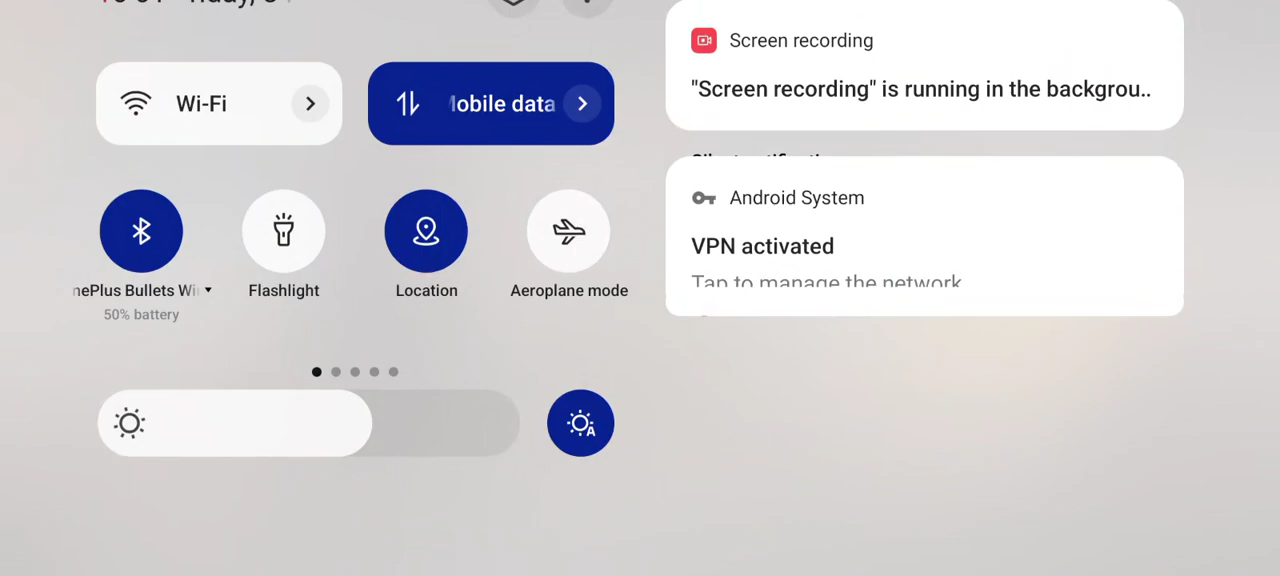 Wi-Fi
obile data
nePlus Bullets Wi
50% battery
Flashlight
Location
Aeroplane mode
A
Screen recording
"Screen recording" is running in the backgrou..
Android System
VPN activated
Tap to manage the network